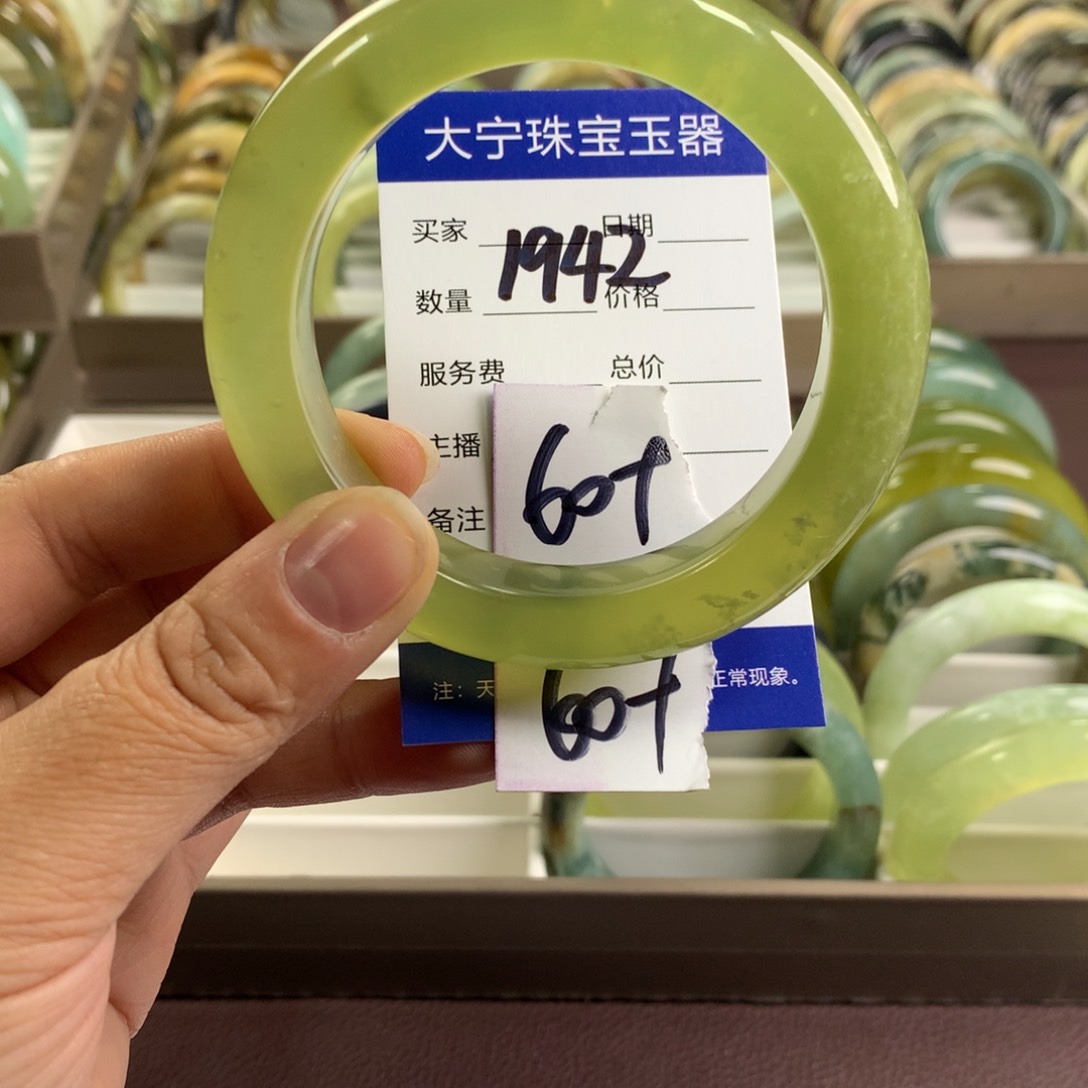 大宁珠宝玉器
买家 日期
1942
数量 价格
服务费 总价
主播
60+
备注
60+
注：天 正常现象。